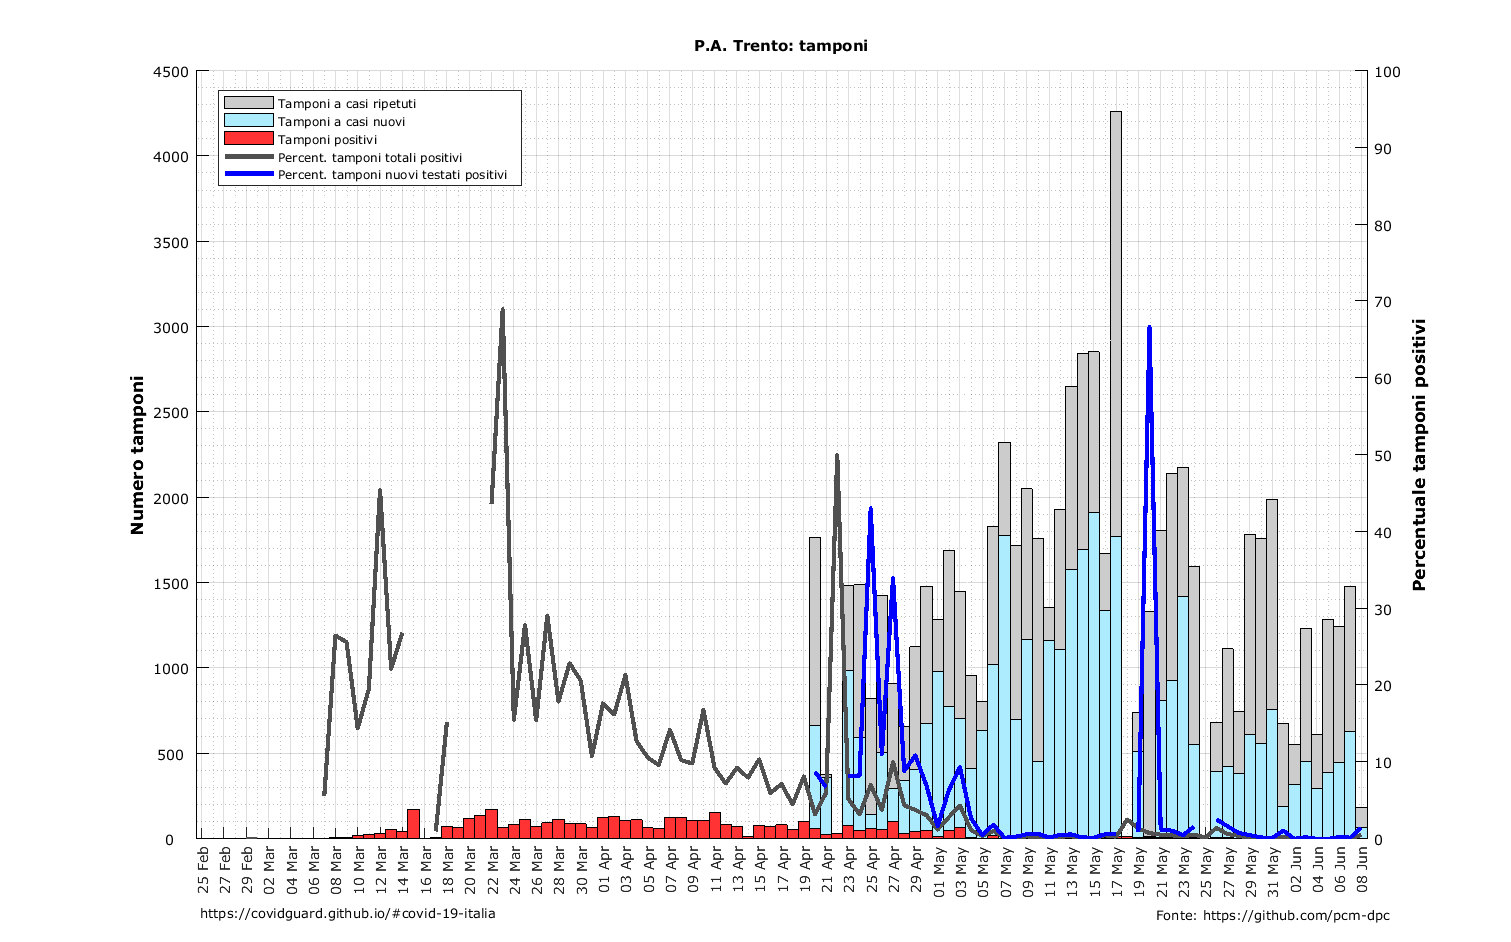 P.A. Trento: tamponi
Tamponi a casi ripetuti
Tamponi a casi nuovi
Tamponi positivi
Percent. tamponi totali positivi
Percent. tamponi nuovi testati positivi
Numero tamponi
4500
4000
3500
3000
2500
2000
1500
1000
500
0
100
90
80
70
60
50
40
30
20
10
0
Percentuale tamponi positivi
25 Feb
27 Feb
29 Feb
02 Mar
04 Mar
06 Mar
08 Mar
10 Mar
12 Mar
14 Mar
16 Mar
18 Mar
20 Mar
22 Mar
24 Mar
26 Mar
28 Mar
30 Mar
01 Apr
03 Apr
05 Apr
07 Apr
09 Apr
11 Apr
13 Apr
15 Apr
17 Apr
19 Apr
21 Apr
23 Apr
25 Apr
27 Apr
29 Apr
01 May
03 May
05 May
07 May
09 May
11 May
13 May
15 May
17 May
19 May
21 May
23 May
25 May
27 May
29 May
31 May
02 Jun
04 Jun
06 Jun
08 Jun
https://covidguard.github.io/#covid-19-italia
Fonte: https://github.com/pcm-dpc